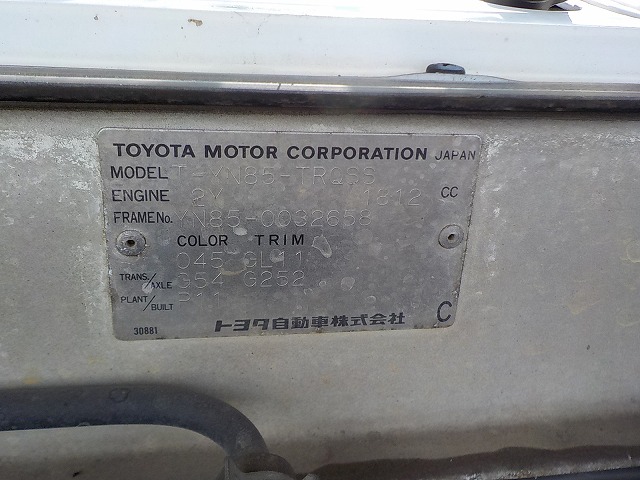 TOYOTA MOTOR CORPORATION JAPAN
MODEL T-YN85-TRQSS
ENGINE 2Y 1812 CC
FRAME No. YN85-0032658
COLOR TRIM
045 GL11
TRANS./AXLE G54 G252
PLANT/BUILT
30881 トヨタ自動車株式会社 C